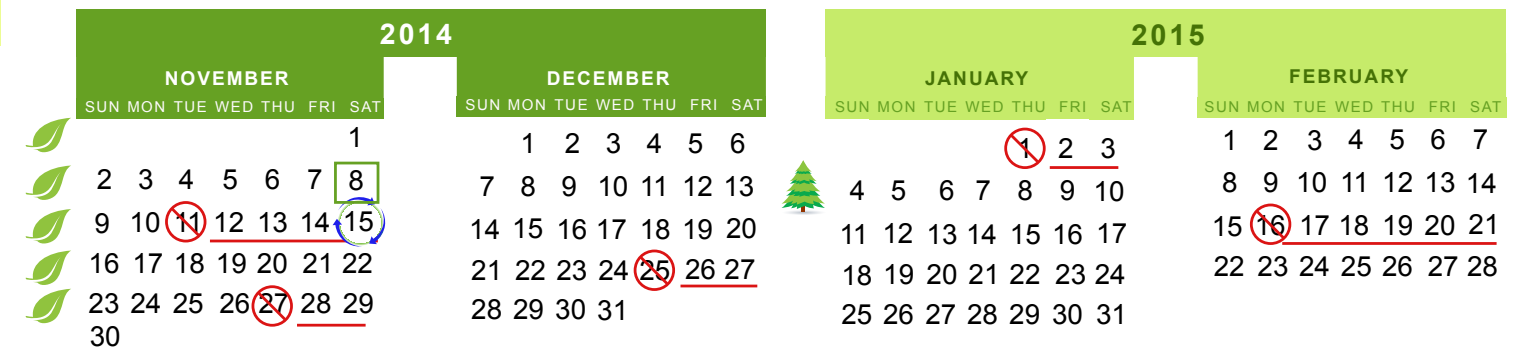 2014
NOVEMBER
SUN MON TUE WED THU FRI SAT
1
2 3 4 5 6 7 8
9 10 11 12 13 14 15
16 17 18 19 20 21 22
23 24 25 26 27 28 29
30
DECEMBER
SUN MON TUE WED THU FRI SAT
1 2 3 4 5 6
7 8 9 10 11 12 13
14 15 16 17 18 19 20
21 22 23 24 25 26 27
28 29 30 31
2015
JANUARY
SUN MON TUE WED THU FRI SAT
1 2 3
4 5 6 7 8 9 10
11 12 13 14 15 16 17
18 19 20 21 22 23 24
25 26 27 28 29 30 31
FEBRUARY
SUN MON TUE WED THU FRI SAT
1 2 3 4 5 6 7
8 9 10 11 12 13 14
15 16 17 18 19 20 21
22 23 24 25 26 27 28